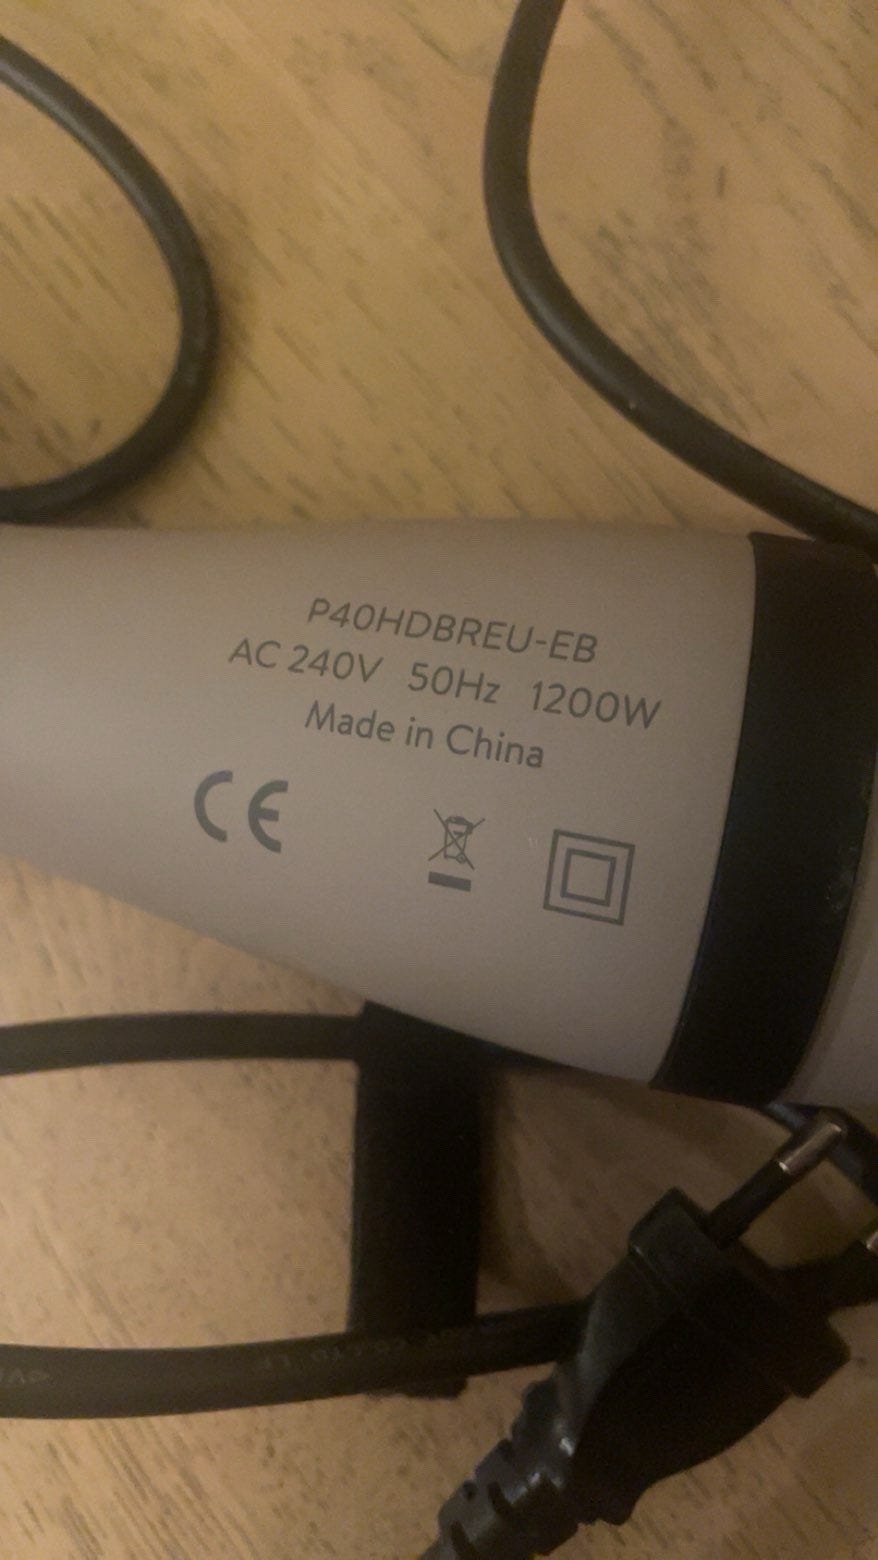 P40HDBREU-EB
AC 240V 50Hz 1200W
Made in China
CE